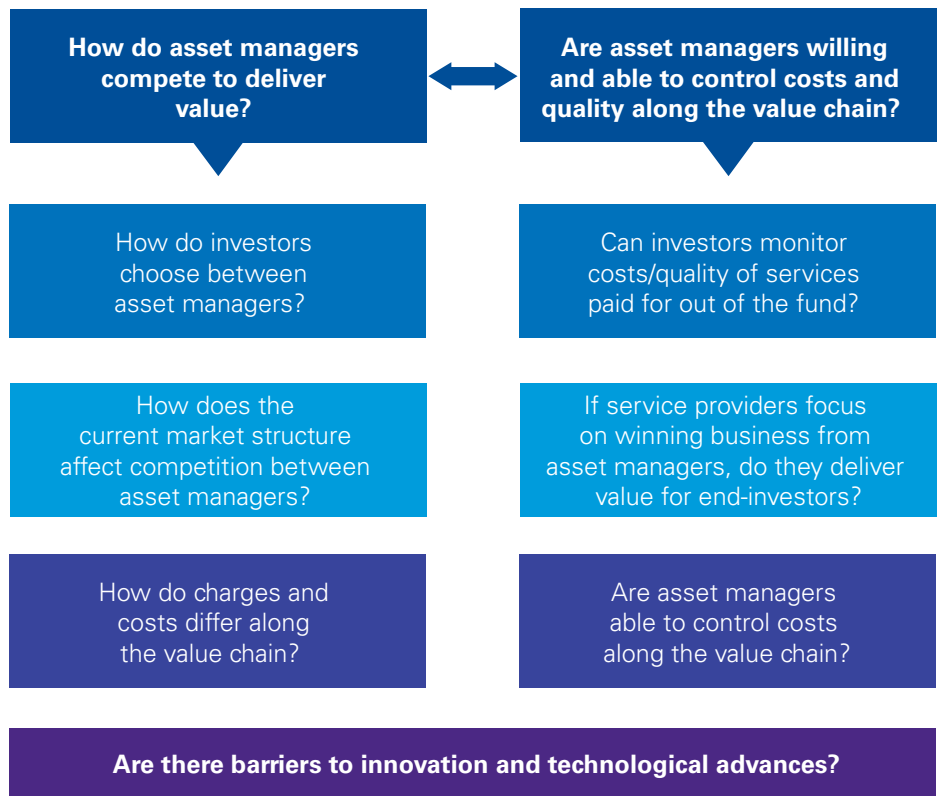 How do asset managers
compete to deliver
value?
Are asset managers willing
and able to control costs and
quality along the value chain?
How do investors
choose between
asset managers?
Can investors monitor
costs/quality of services
paid for out of the fund?
How does the
current market structure
affect competition between
asset managers?
If service providers focus
on winning business from
asset managers, do they deliver
value for end-investors?
How do charges and
costs differ along
the value chain?
Are asset managers
able to control costs
along the value chain?
Are there barriers to innovation and technological advances?